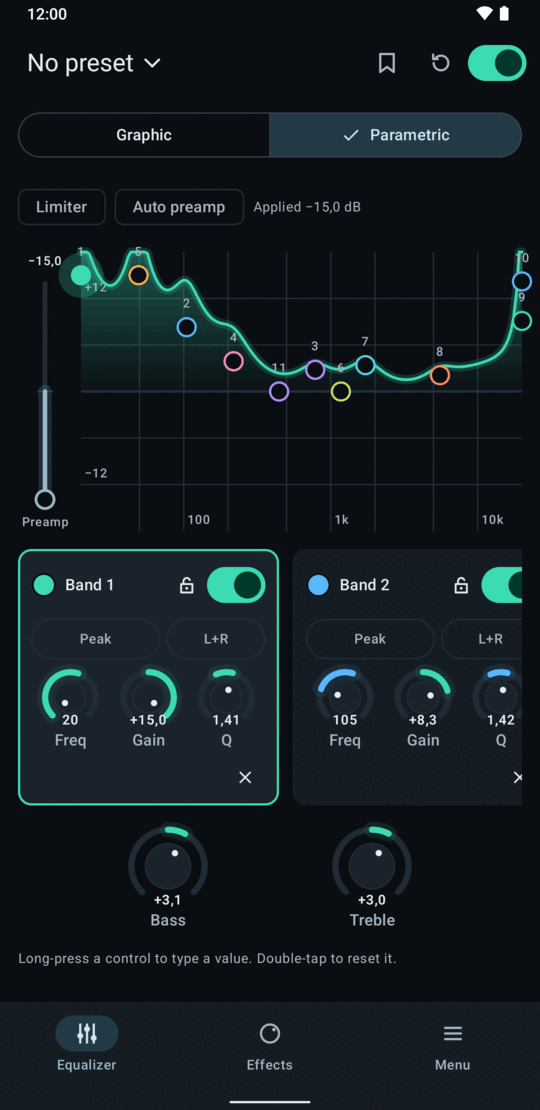 12:00
No preset
Graphic
Parametric
Limiter
Auto preamp
Applied −15,0 dB
−15,0
+12
−12
1
5
2
4
11
3
6
7
8
10
9
100
1k
10k
Preamp
Band 1
Peak
L+R
20
+15,0
1,41
Freq
Gain
Q
Band 2
Peak
L+R
105
+8,3
1,42
Freq
Gain
Q
+3,1
Bass
+3,0
Treble
Long-press a control to type a value. Double-tap to reset it.
Equalizer
Effects
Menu